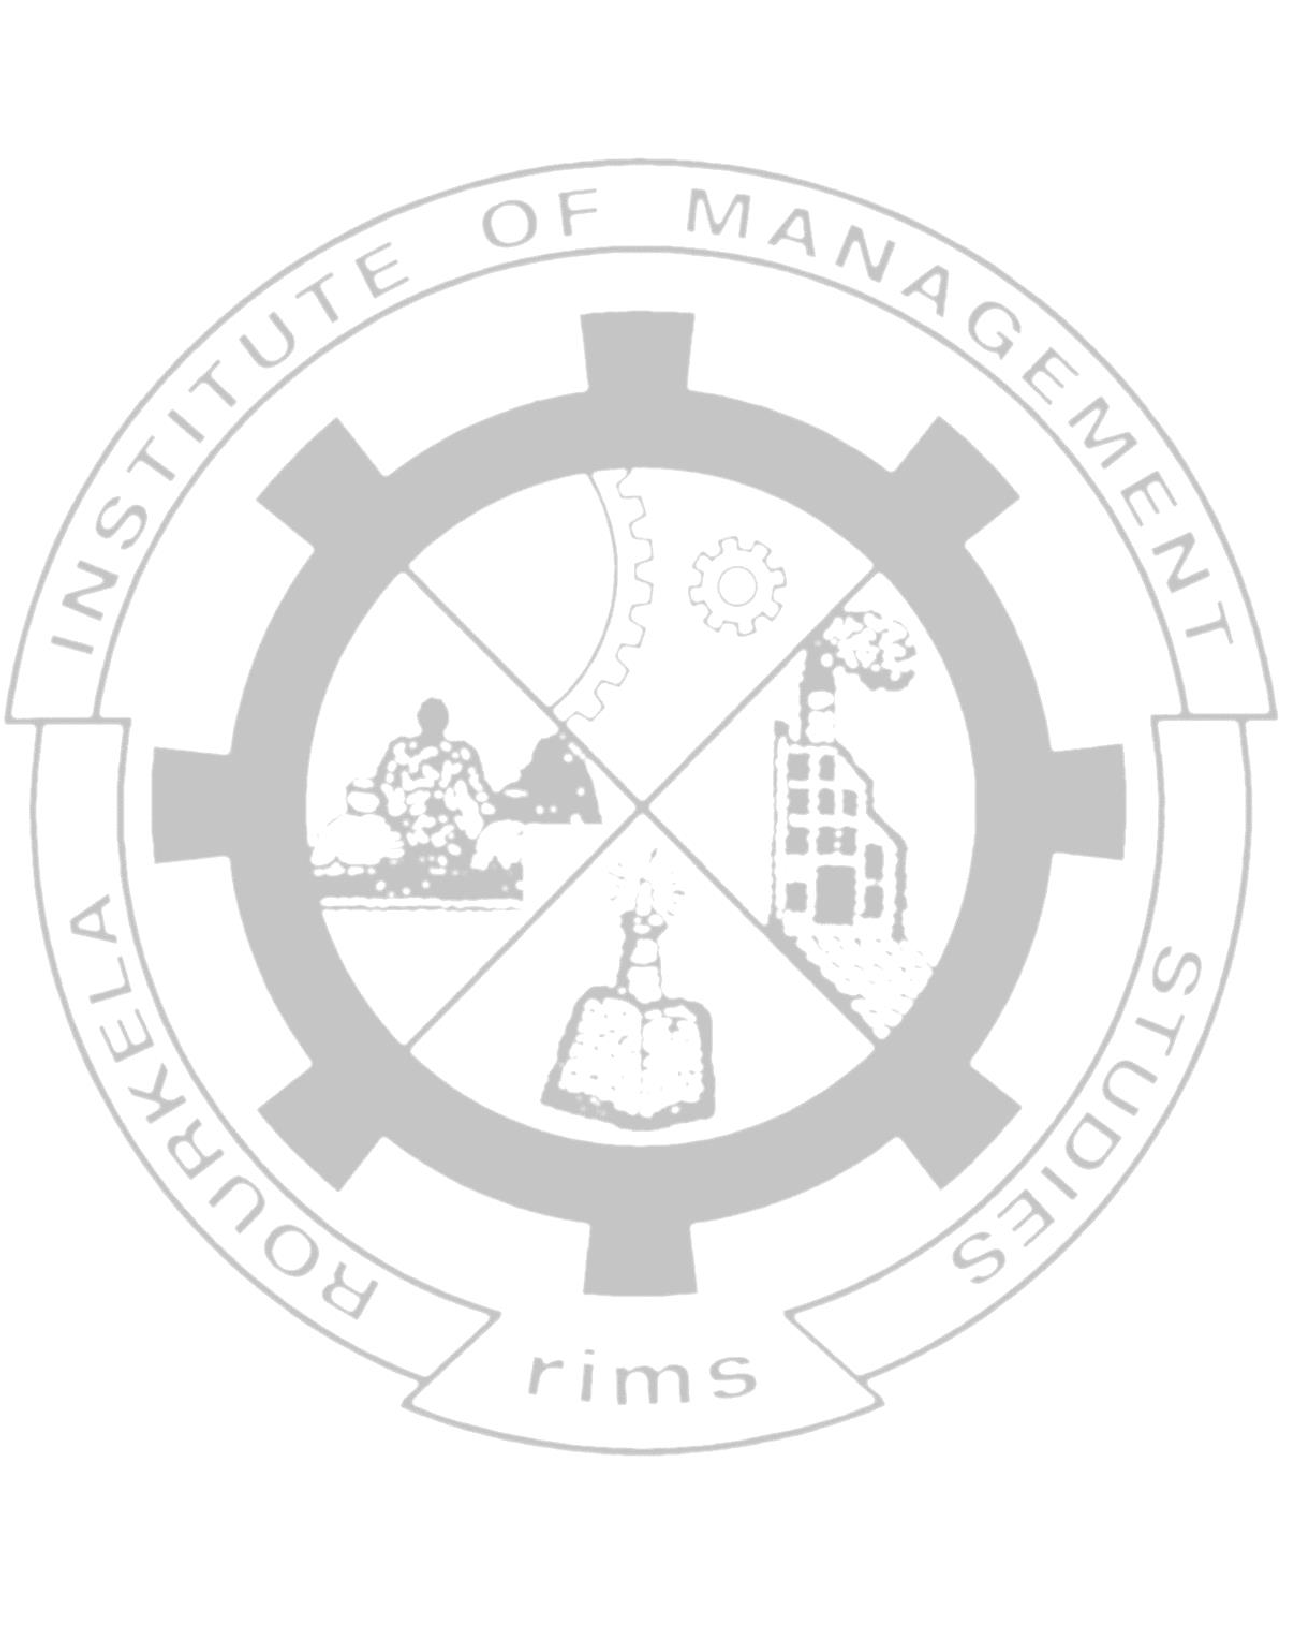 ROURKELA
INSTITUTE OF MANAGEMENT
STUDIES
rims